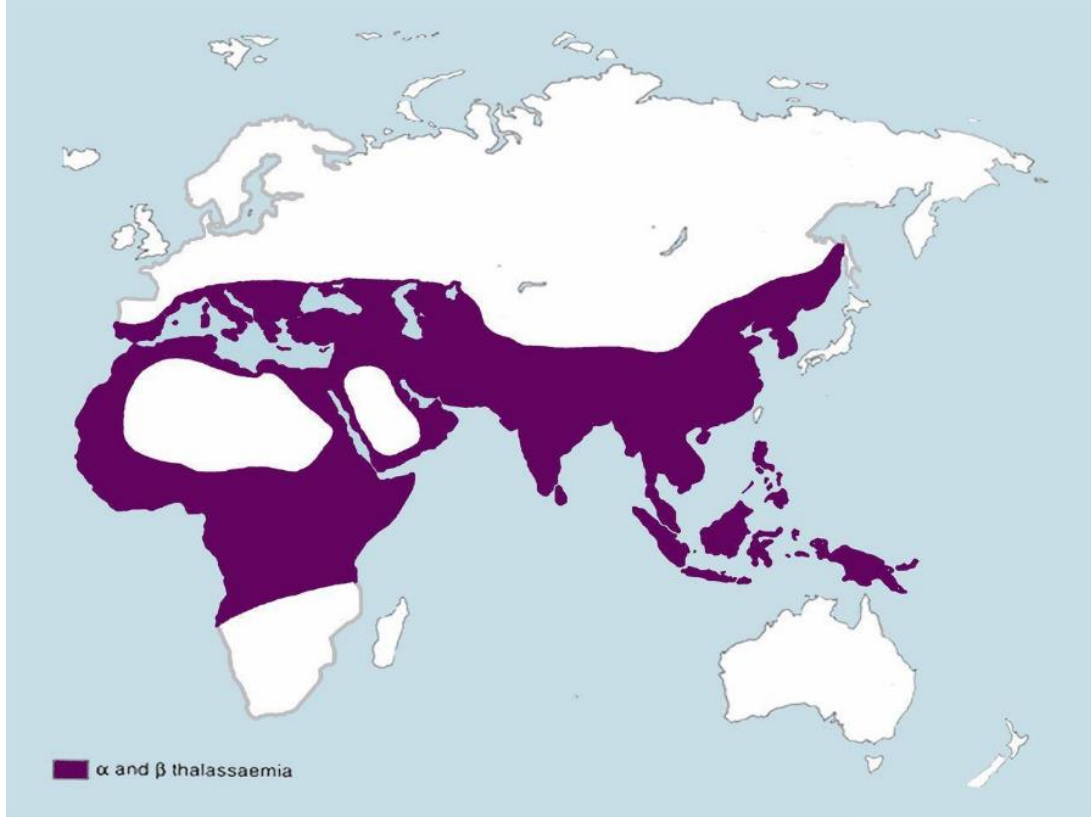 α and β thalassaemia